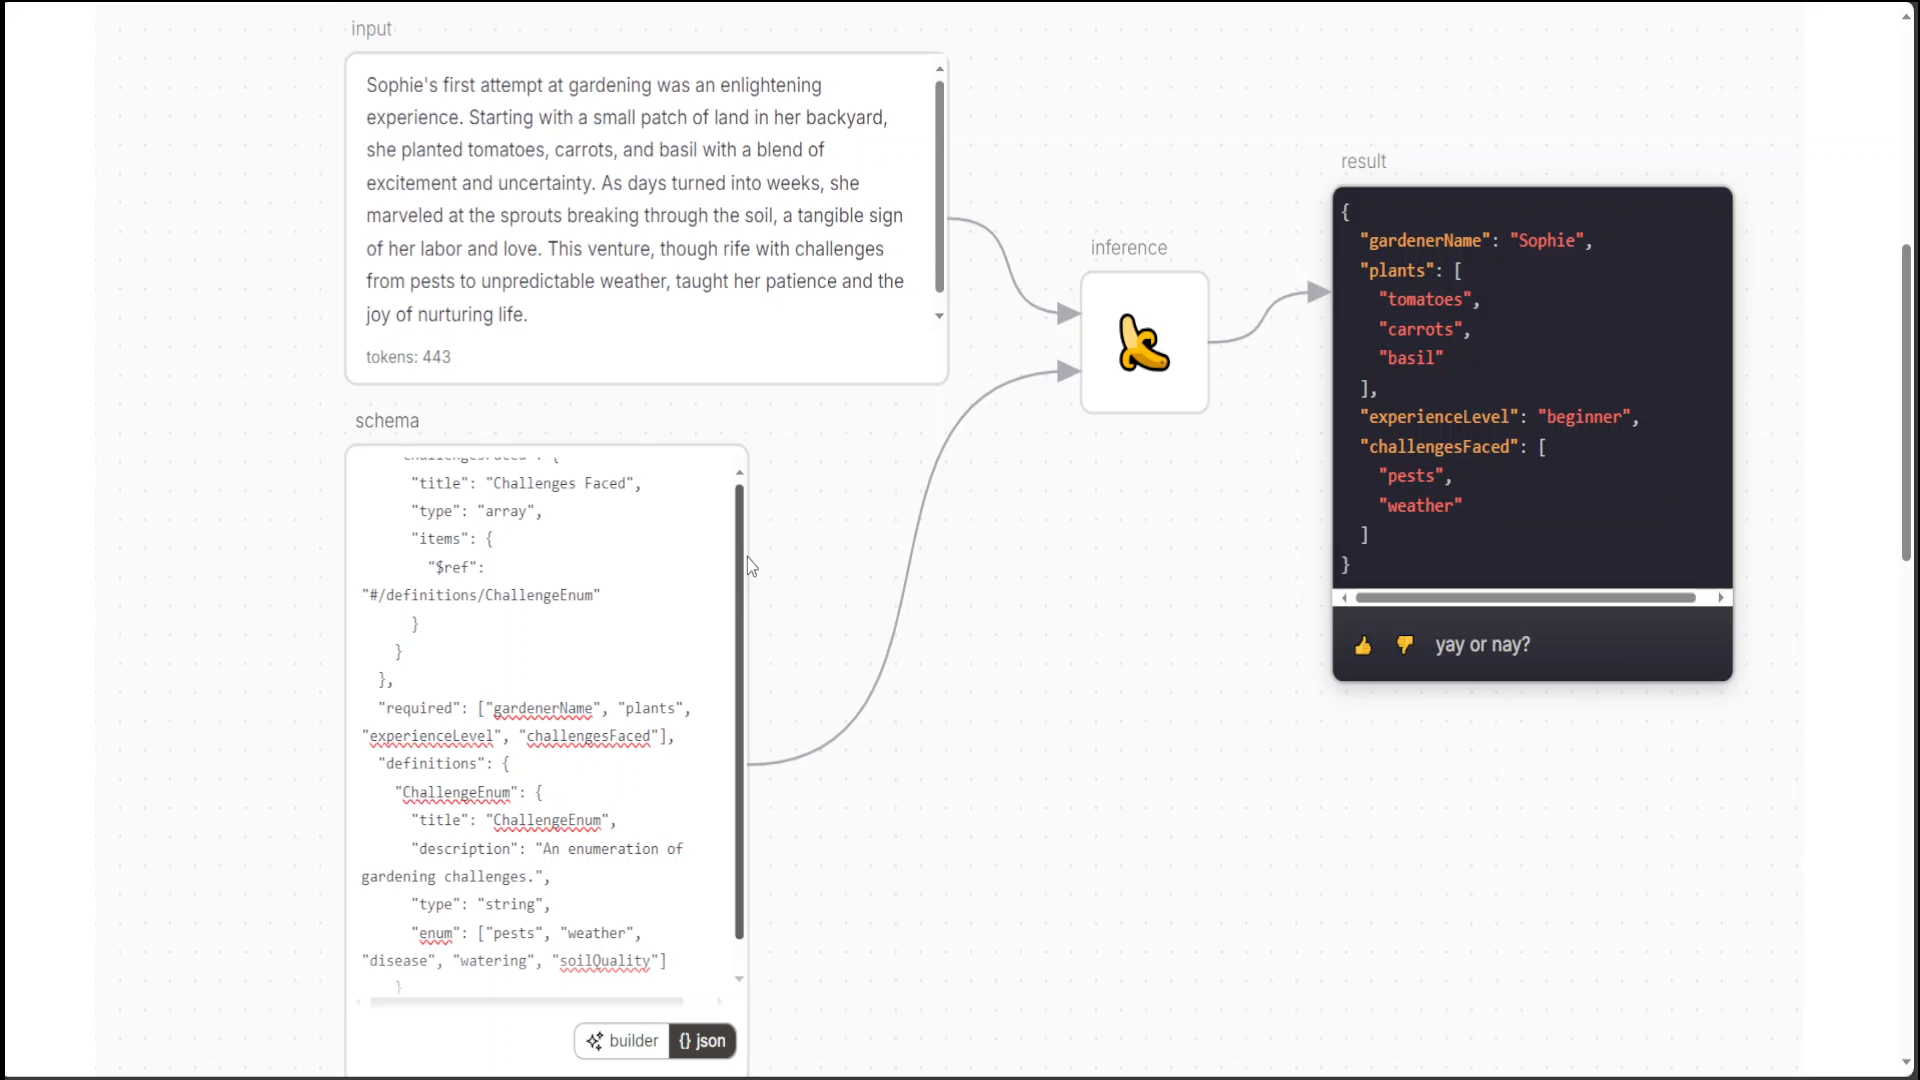 input
Sophie's first attempt at gardening was an enlightening
experience. Starting with a small patch of land in her backyard,
she planted tomatoes, carrots, and basil with a blend of
excitement and uncertainty. As days turned into weeks, she
marveled at the sprouts breaking through the soil, a tangible sign
of her labor and love. This venture, though rife with challenges
from pests to unpredictable weather, taught her patience and the
joy of nurturing life.
tokens: 443
schema
"title": "Challenges Faced",
"type": "array",
"items": {
"$ref":
"#/definitions/ChallengeEnum"
}
}
},
"required": ["gardenerName", "plants",
"experienceLevel", "challengesFaced"],
"definitions": {
"ChallengeEnum": {
"title": "ChallengeEnum",
"description": "An enumeration of
gardening challenges.",
"type": "string",
"enum": ["pests", "weather",
"disease", "watering", "soilQuality"]
}
builder
{} json
inference
result
{
"gardenerName": "Sophie",
"plants": [
"tomatoes",
"carrots",
"basil"
],
"experienceLevel": "beginner",
"challengesFaced": [
"pests",
"weather"
]
}
yay or nay?